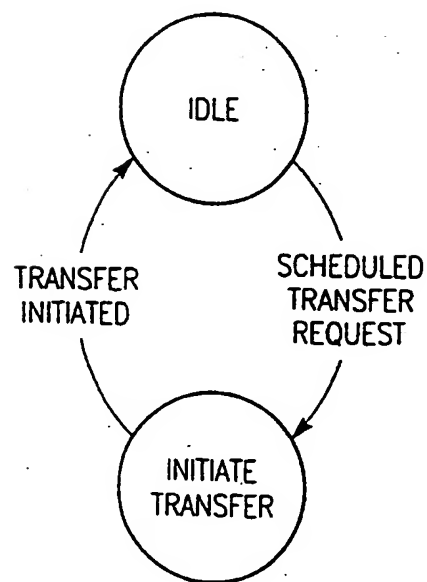 IDLE
TRANSFER
INITIATED
SCHEDULED
TRANSFER
REQUEST
INITIATE
TRANSFER